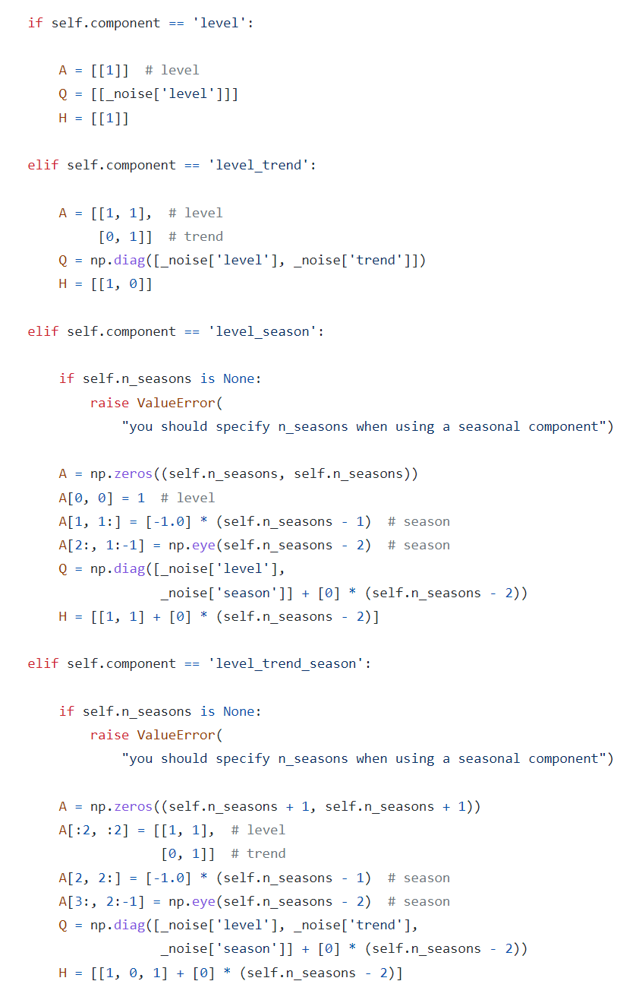 if self.component == 'level':
A = [[1]]  # level
Q = [[_noise['level']]]
H = [[1]]
elif self.component == 'level_trend':
A = [[1, 1],  # level
[0, 1]]  # trend
Q = np.diag([_noise['level'], _noise['trend']])
H = [[1, 0]]
elif self.component == 'level_season':
if self.n_seasons is None:
raise ValueError(
"you should specify n_seasons when using a seasonal component")
A = np.zeros((self.n_seasons, self.n_seasons))
A[0, 0] = 1  # level
A[1, 1:] = [-1.0] * (self.n_seasons - 1)  # season
A[2:, 1:-1] = np.eye(self.n_seasons - 2)  # season
Q = np.diag([_noise['level'],
_noise['season']] + [0] * (self.n_seasons - 2))
H = [[1, 1] + [0] * (self.n_seasons - 2)]
elif self.component == 'level_trend_season':
if self.n_seasons is None:
raise ValueError(
"you should specify n_seasons when using a seasonal component")
A = np.zeros((self.n_seasons + 1, self.n_seasons + 1))
A[:2, :2] = [[1, 1],  # level
[0, 1]]  # trend
A[2, 2:] = [-1.0] * (self.n_seasons - 1)  # season
A[3:, 2:-1] = np.eye(self.n_seasons - 2)  # season
Q = np.diag([_noise['level'], _noise['trend'],
_noise['season']] + [0] * (self.n_seasons - 2))
H = [[1, 0, 1] + [0] * (self.n_seasons - 2)]